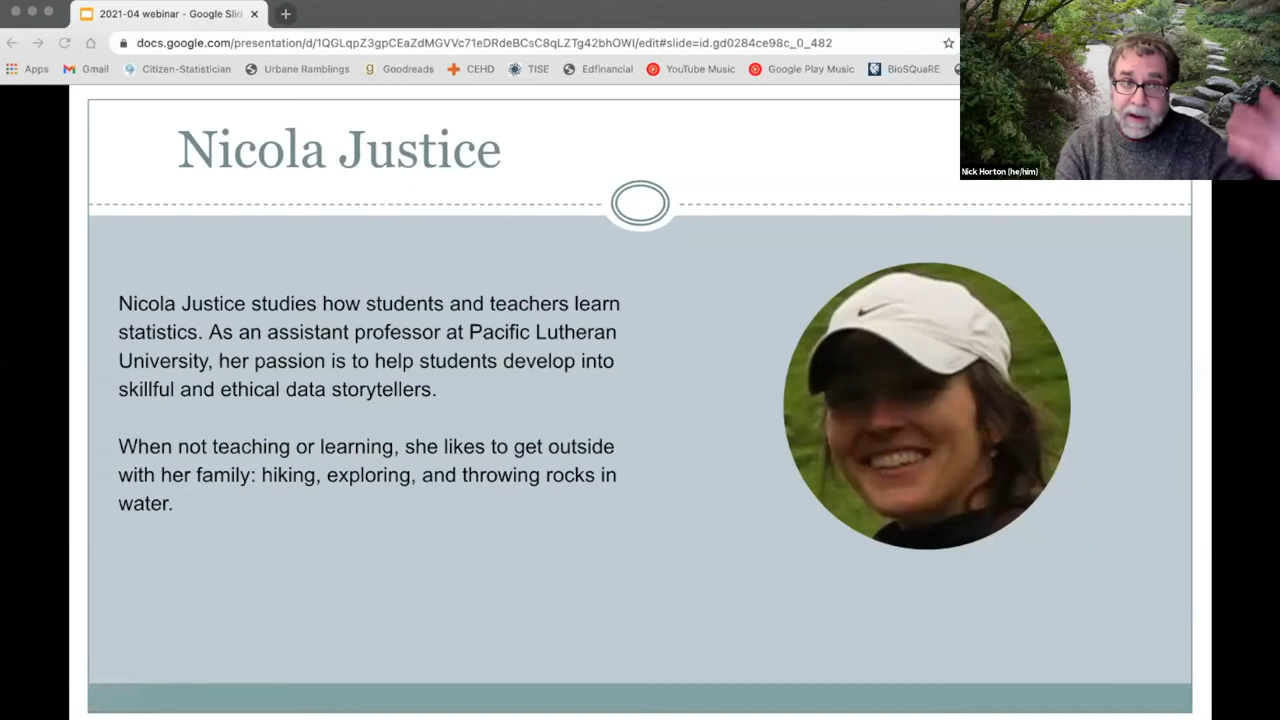 2021-04 webinar - Google Sli
docs.google.com/presentation/d/1QGLqpZ3gpCEaZdMGVVc71eDRdeBCsC8qLZTg42bhOWI/edit#slide=id.gd0284ce98c_0_482
Apps Gmail Citizen-Statistician Urbane Ramblings Goodreads CEHD TISE Edfinancial YouTube Music Google Play Music BioSQuaRE
Nick Horton (he/him)
Nicola Justice
Nicola Justice studies how students and teachers learn
statistics. As an assistant professor at Pacific Lutheran
University, her passion is to help students develop into
skillful and ethical data storytellers.
When not teaching or learning, she likes to get outside
with her family: hiking, exploring, and throwing rocks in
water.